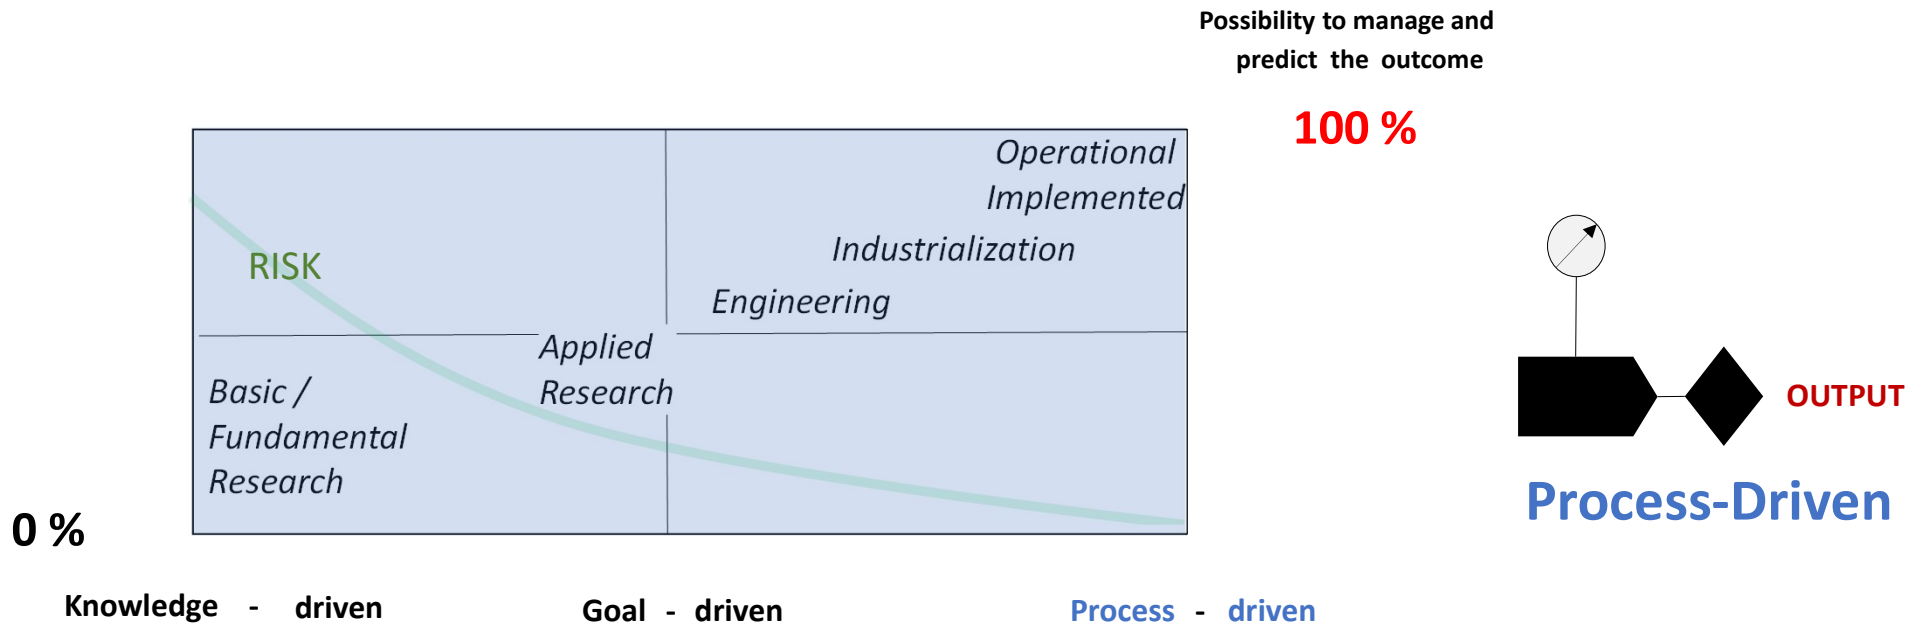 Possibility to manage and
predict the outcome
100 %
Operational
Implemented
Industrialization
RISK
Engineering
Applied
Research
Basic /
Fundamental
Research
OUTPUT
Process-Driven
0 %
Knowledge - driven
Goal - driven
Process - driven